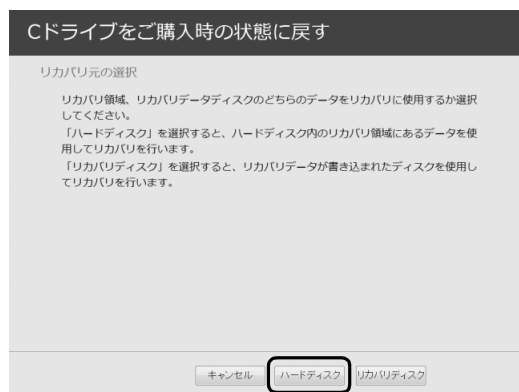 Cドライブをご購入時の状態に戻す
リカバリ元の選択
リカバリ領域、リカバリデータディスクのどちらのデータをリカバリに使用するか選択
してください。
「ハードディスク」を選択すると、ハードディスク内のリカバリ領域にあるデータを使
用してリカバリを行います。
「リカバリディスク」を選択すると、リカバリデータが書き込まれたディスクを使用し
てリカバリを行います。
キャンセル ハードディスク リカバリディスク